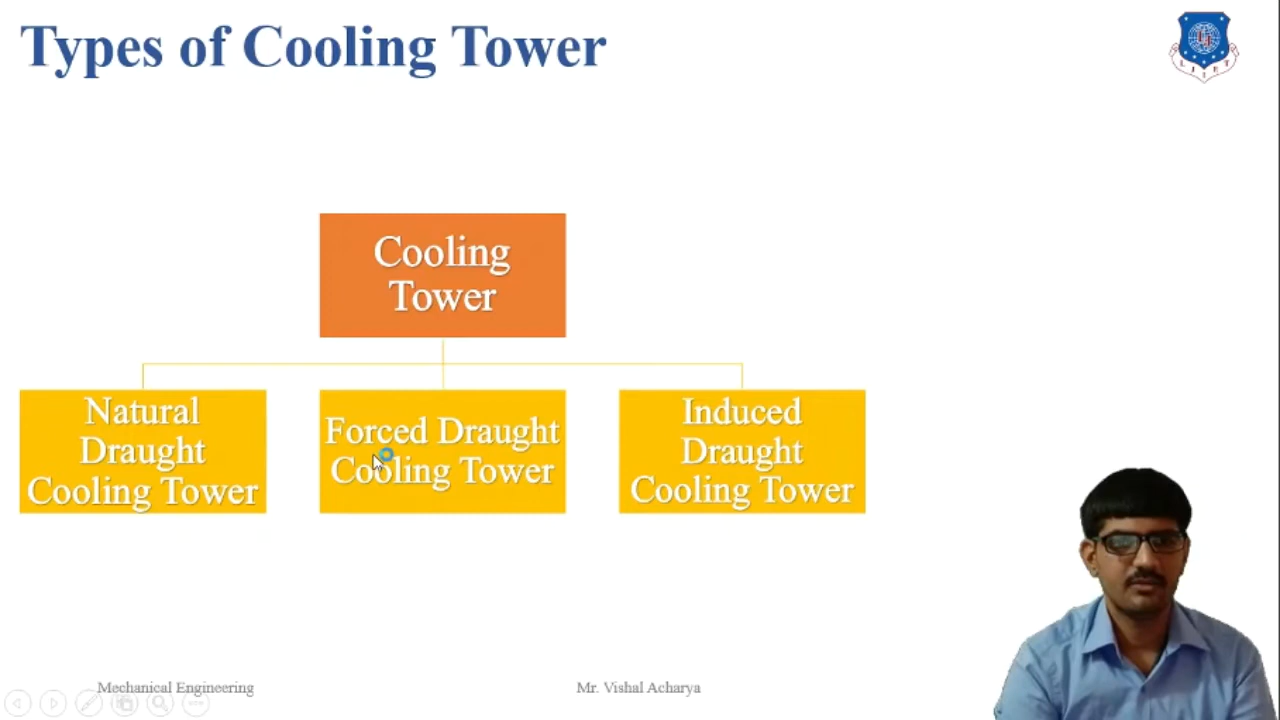 Types of Cooling Tower
Cooling
Tower
Natural
Draught
Cooling Tower
Forced Draught
Cooling Tower
Induced
Draught
Cooling Tower
Mechanical Engineering
Mr. Vishal Acharya